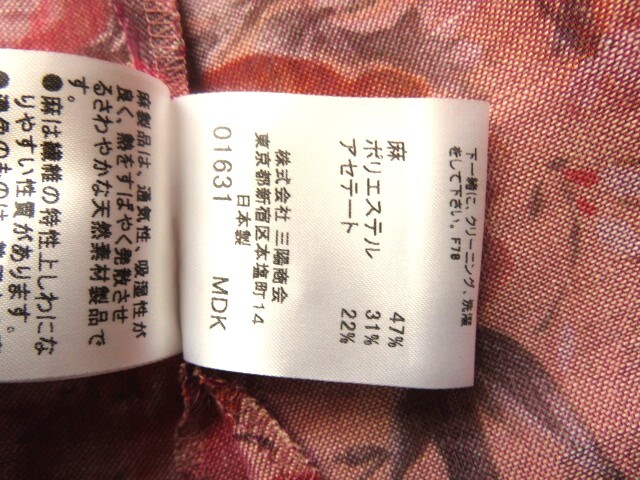 下一緒に、クリーニング、洗濯
をして下さい。F78
麻 47%
ポリエステル 31%
アセテート 22%
株式会社 三陽商会
東京都新宿区本塩町14
日本製
01631 MDK
麻製品は、通気性、吸湿性が
良く、熱をすばやく発散させ
るさわやかな天然素材製品で
す。
●麻は繊維の特性上しわにな
りやすい性質があります。